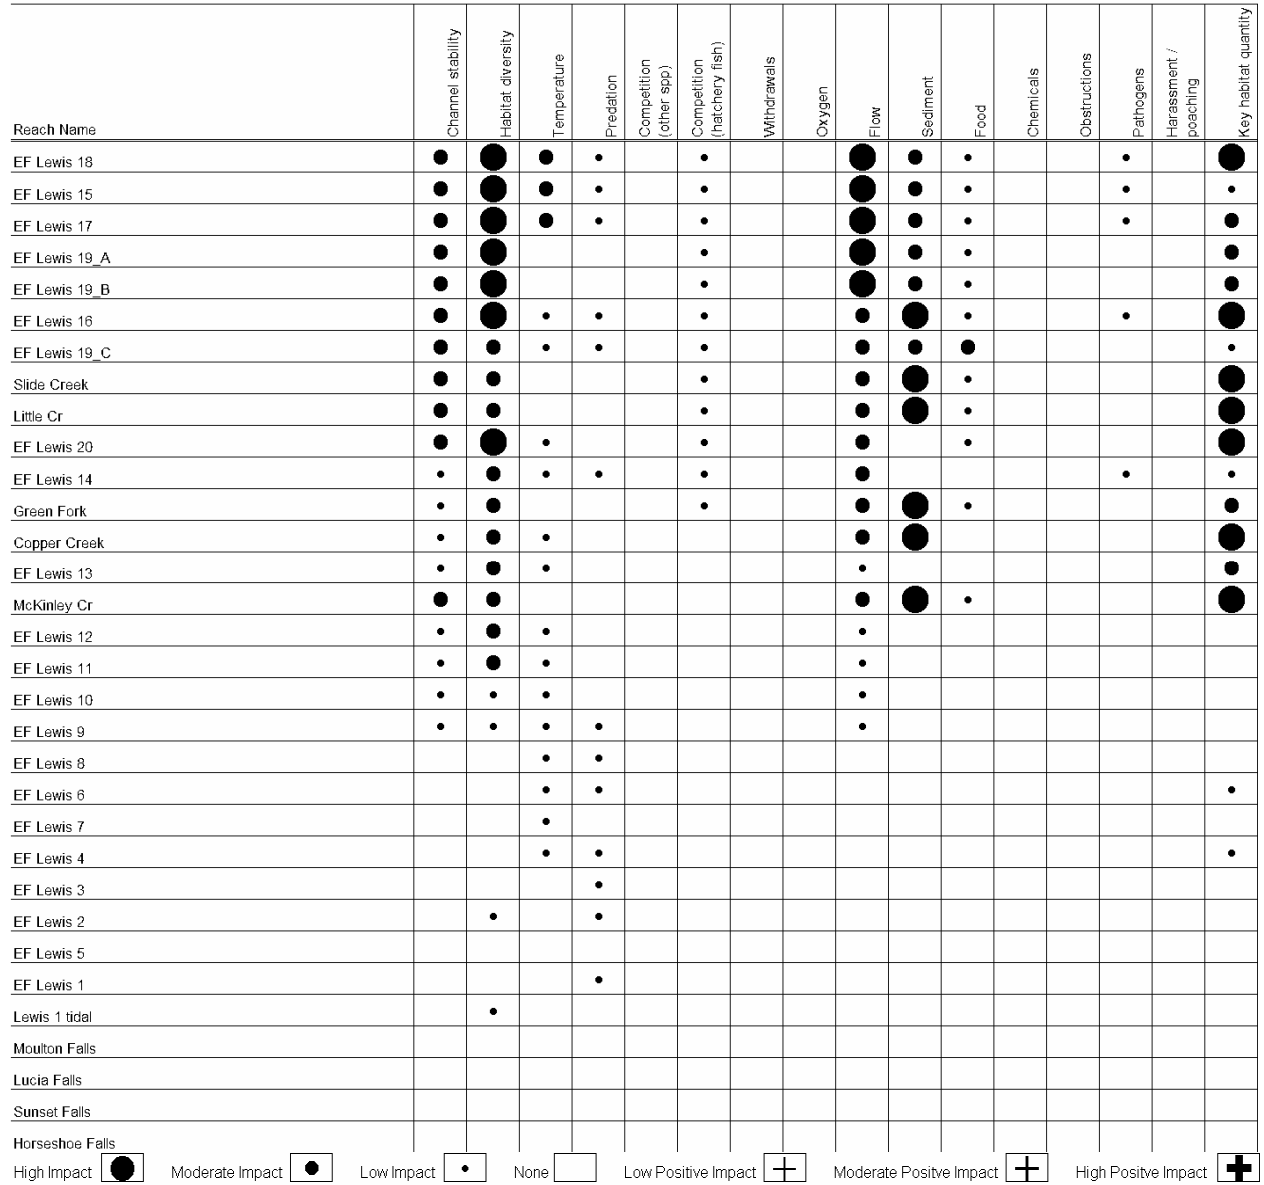 Reach Name
Channel stability
Habitat diversity
Temperature
Predation
Competition
(other spp)
Competition
(hatchery fish)
Withdrawals
Oxygen
Flow
Sediment
Food
Chemicals
Obstructions
Pathogens
Harassment /
poaching
Key habitat quantity
EF Lewis 18
EF Lewis 15
EF Lewis 17
EF Lewis 19_A
EF Lewis 19_B
EF Lewis 16
EF Lewis 19_C
Slide Creek
Little Cr
EF Lewis 20
EF Lewis 14
Green Fork
Copper Creek
EF Lewis 13
McKinley Cr
EF Lewis 12
EF Lewis 11
EF Lewis 10
EF Lewis 9
EF Lewis 8
EF Lewis 6
EF Lewis 7
EF Lewis 4
EF Lewis 3
EF Lewis 2
EF Lewis 5
EF Lewis 1
Lewis 1 tidal
Moulton Falls
Lucia Falls
Sunset Falls
Horseshoe Falls
High Impact Moderate Impact Low Impact None Low Positive Impact Moderate Positve Impact High Positve Impact